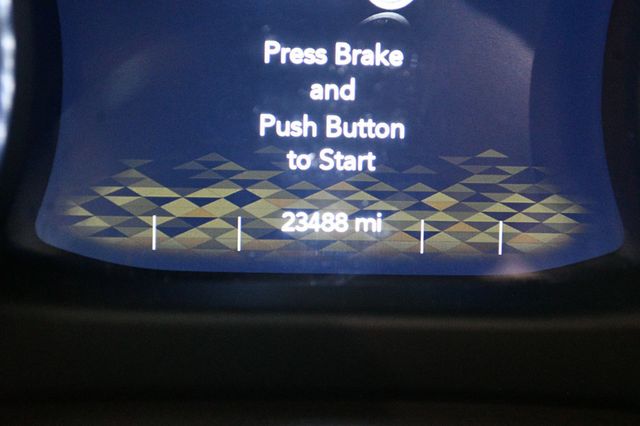 Press Brake
and
Push Button
to Start
23488 mi